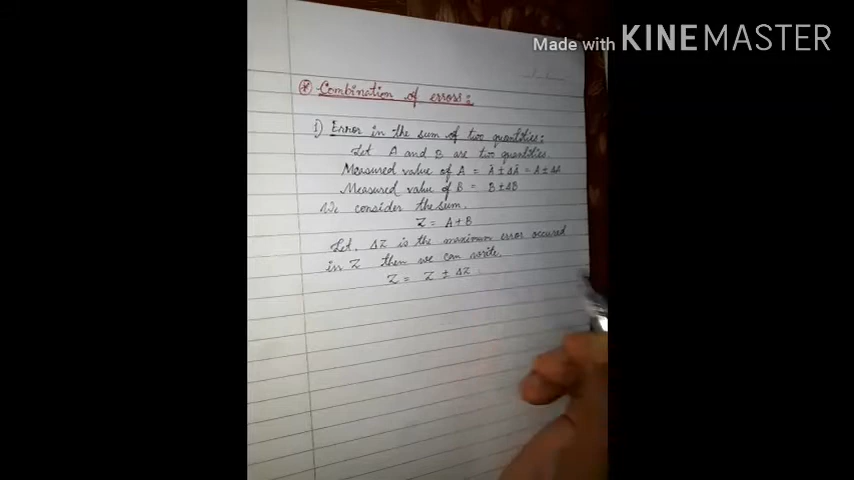 Made with KINEMASTER
* Combination of errors:
1) Error in the sum of two quantities:
Let A and B are two quantities.
Measured value of A = A ± ΔA = A ± ΔA
Measured value of B = B ± ΔB
We consider the sum.
Z = A + B
Let, ΔZ is the maximum error occured
in Z then we can write.
Z = Z ± ΔZ.